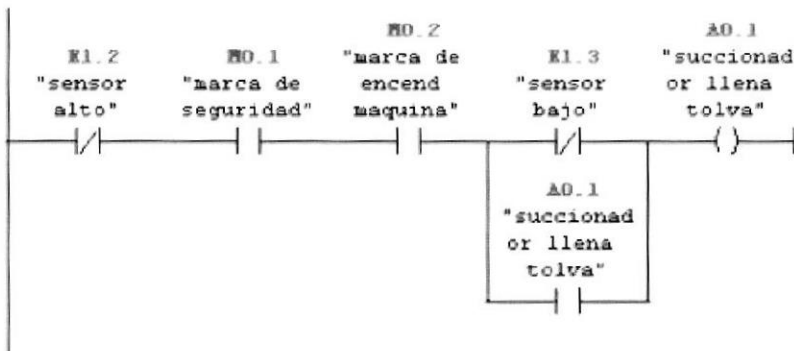 E1.2
"sensor
alto"
M0.1
"marca de
seguridad"
M0.2
"marca de
encend
maquina"
E1.3
"sensor
bajo"
A0.1
"succionad
or llena
tolva"
A0.1
"succionad
or llena
tolva"